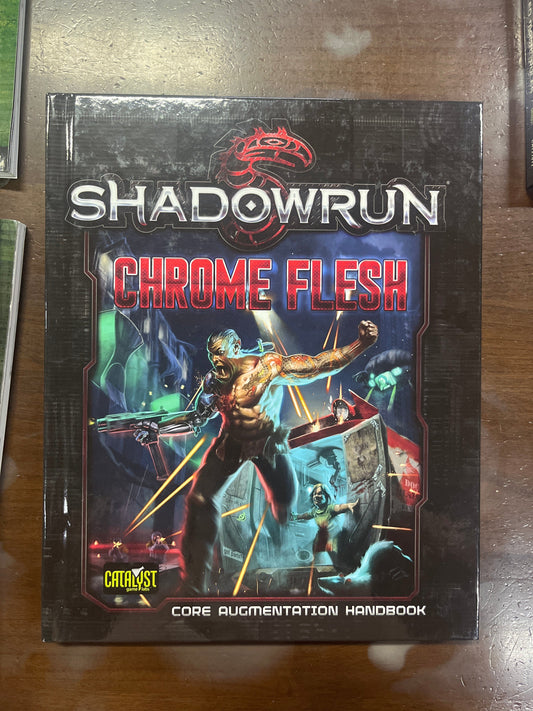 SHADOWRUN®
CHROME FLESH
CATALYST
game labs
CORE AUGMENTATION HANDBOOK